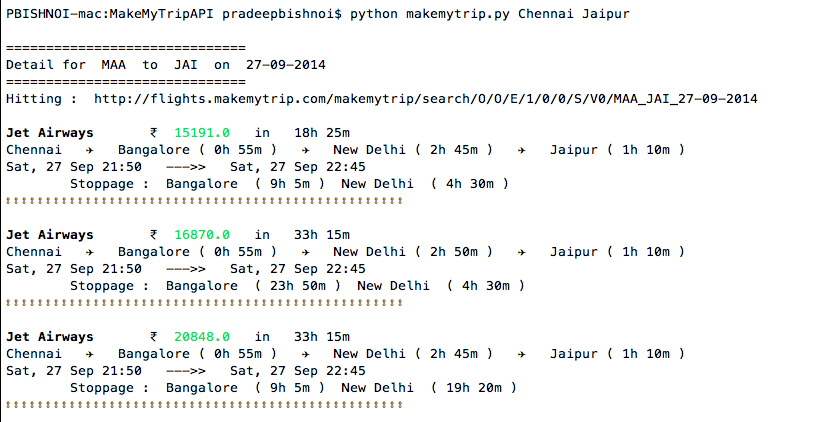 PBISHNOI-mac:MakeMyTripAPI pradeepbishnoi$ python makemytrip.py Chennai Jaipur
==============================
Detail for  MAA  to  JAI  on  27-09-2014
==============================
Hitting :  http://flights.makemytrip.com/makemytrip/search/O/O/E/1/0/0/S/V0/MAA_JAI_27-09-2014
Jet Airways       ₹  15191.0   in   18h 25m
Chennai   ✈   Bangalore ( 0h 55m )   ✈   New Delhi ( 2h 45m )   ✈   Jaipur ( 1h 10m )
Sat, 27 Sep 21:50   --->>   Sat, 27 Sep 22:45
Stoppage :  Bangalore  ( 9h 5m )  New Delhi  ( 4h 30m )
Jet Airways       ₹  16870.0   in   33h 15m
Chennai   ✈   Bangalore ( 0h 55m )   ✈   New Delhi ( 2h 50m )   ✈   Jaipur ( 1h 10m )
Sat, 27 Sep 21:50   --->>   Sat, 27 Sep 22:45
Stoppage :  Bangalore  ( 23h 50m )  New Delhi  ( 4h 30m )
Jet Airways       ₹  20848.0   in   33h 15m
Chennai   ✈   Bangalore ( 0h 55m )   ✈   New Delhi ( 2h 45m )   ✈   Jaipur ( 1h 10m )
Sat, 27 Sep 21:50   --->>   Sat, 27 Sep 22:45
Stoppage :  Bangalore  ( 9h 5m )  New Delhi  ( 19h 20m )